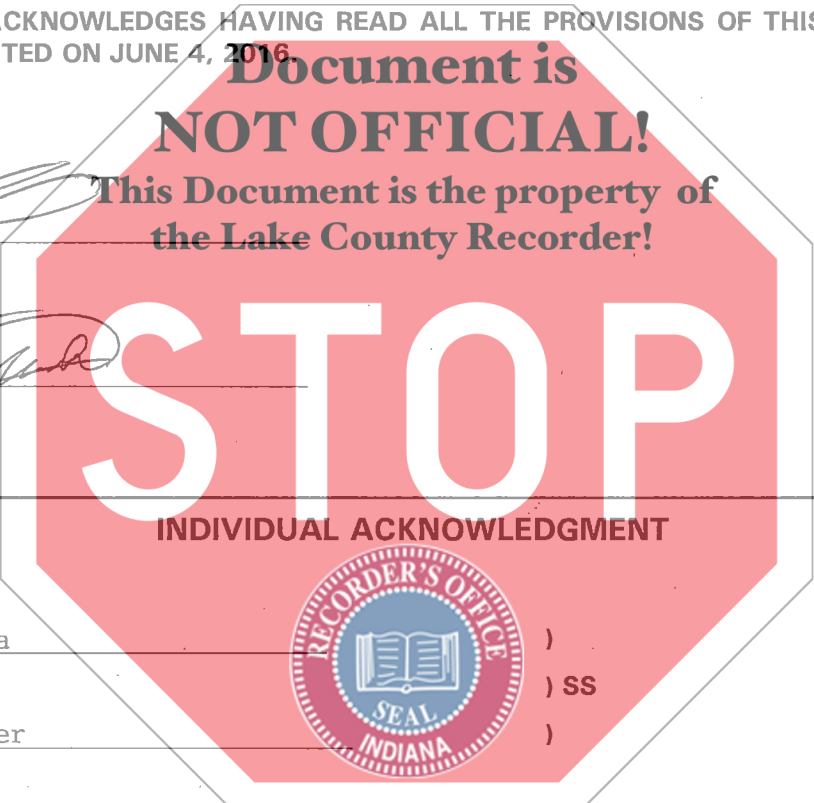 CKNOWLEDGES HAVING READ ALL THE PROVISIONS OF THIS
TED ON JUNE 4, 2016.
Document is
NOT OFFICIAL!
This Document is the property of
the Lake County Recorder!
STOP
INDIVIDUAL ACKNOWLEDGMENT
RECORDER'S OFFICE
SEAL
INDIANA
a )
) SS
er )